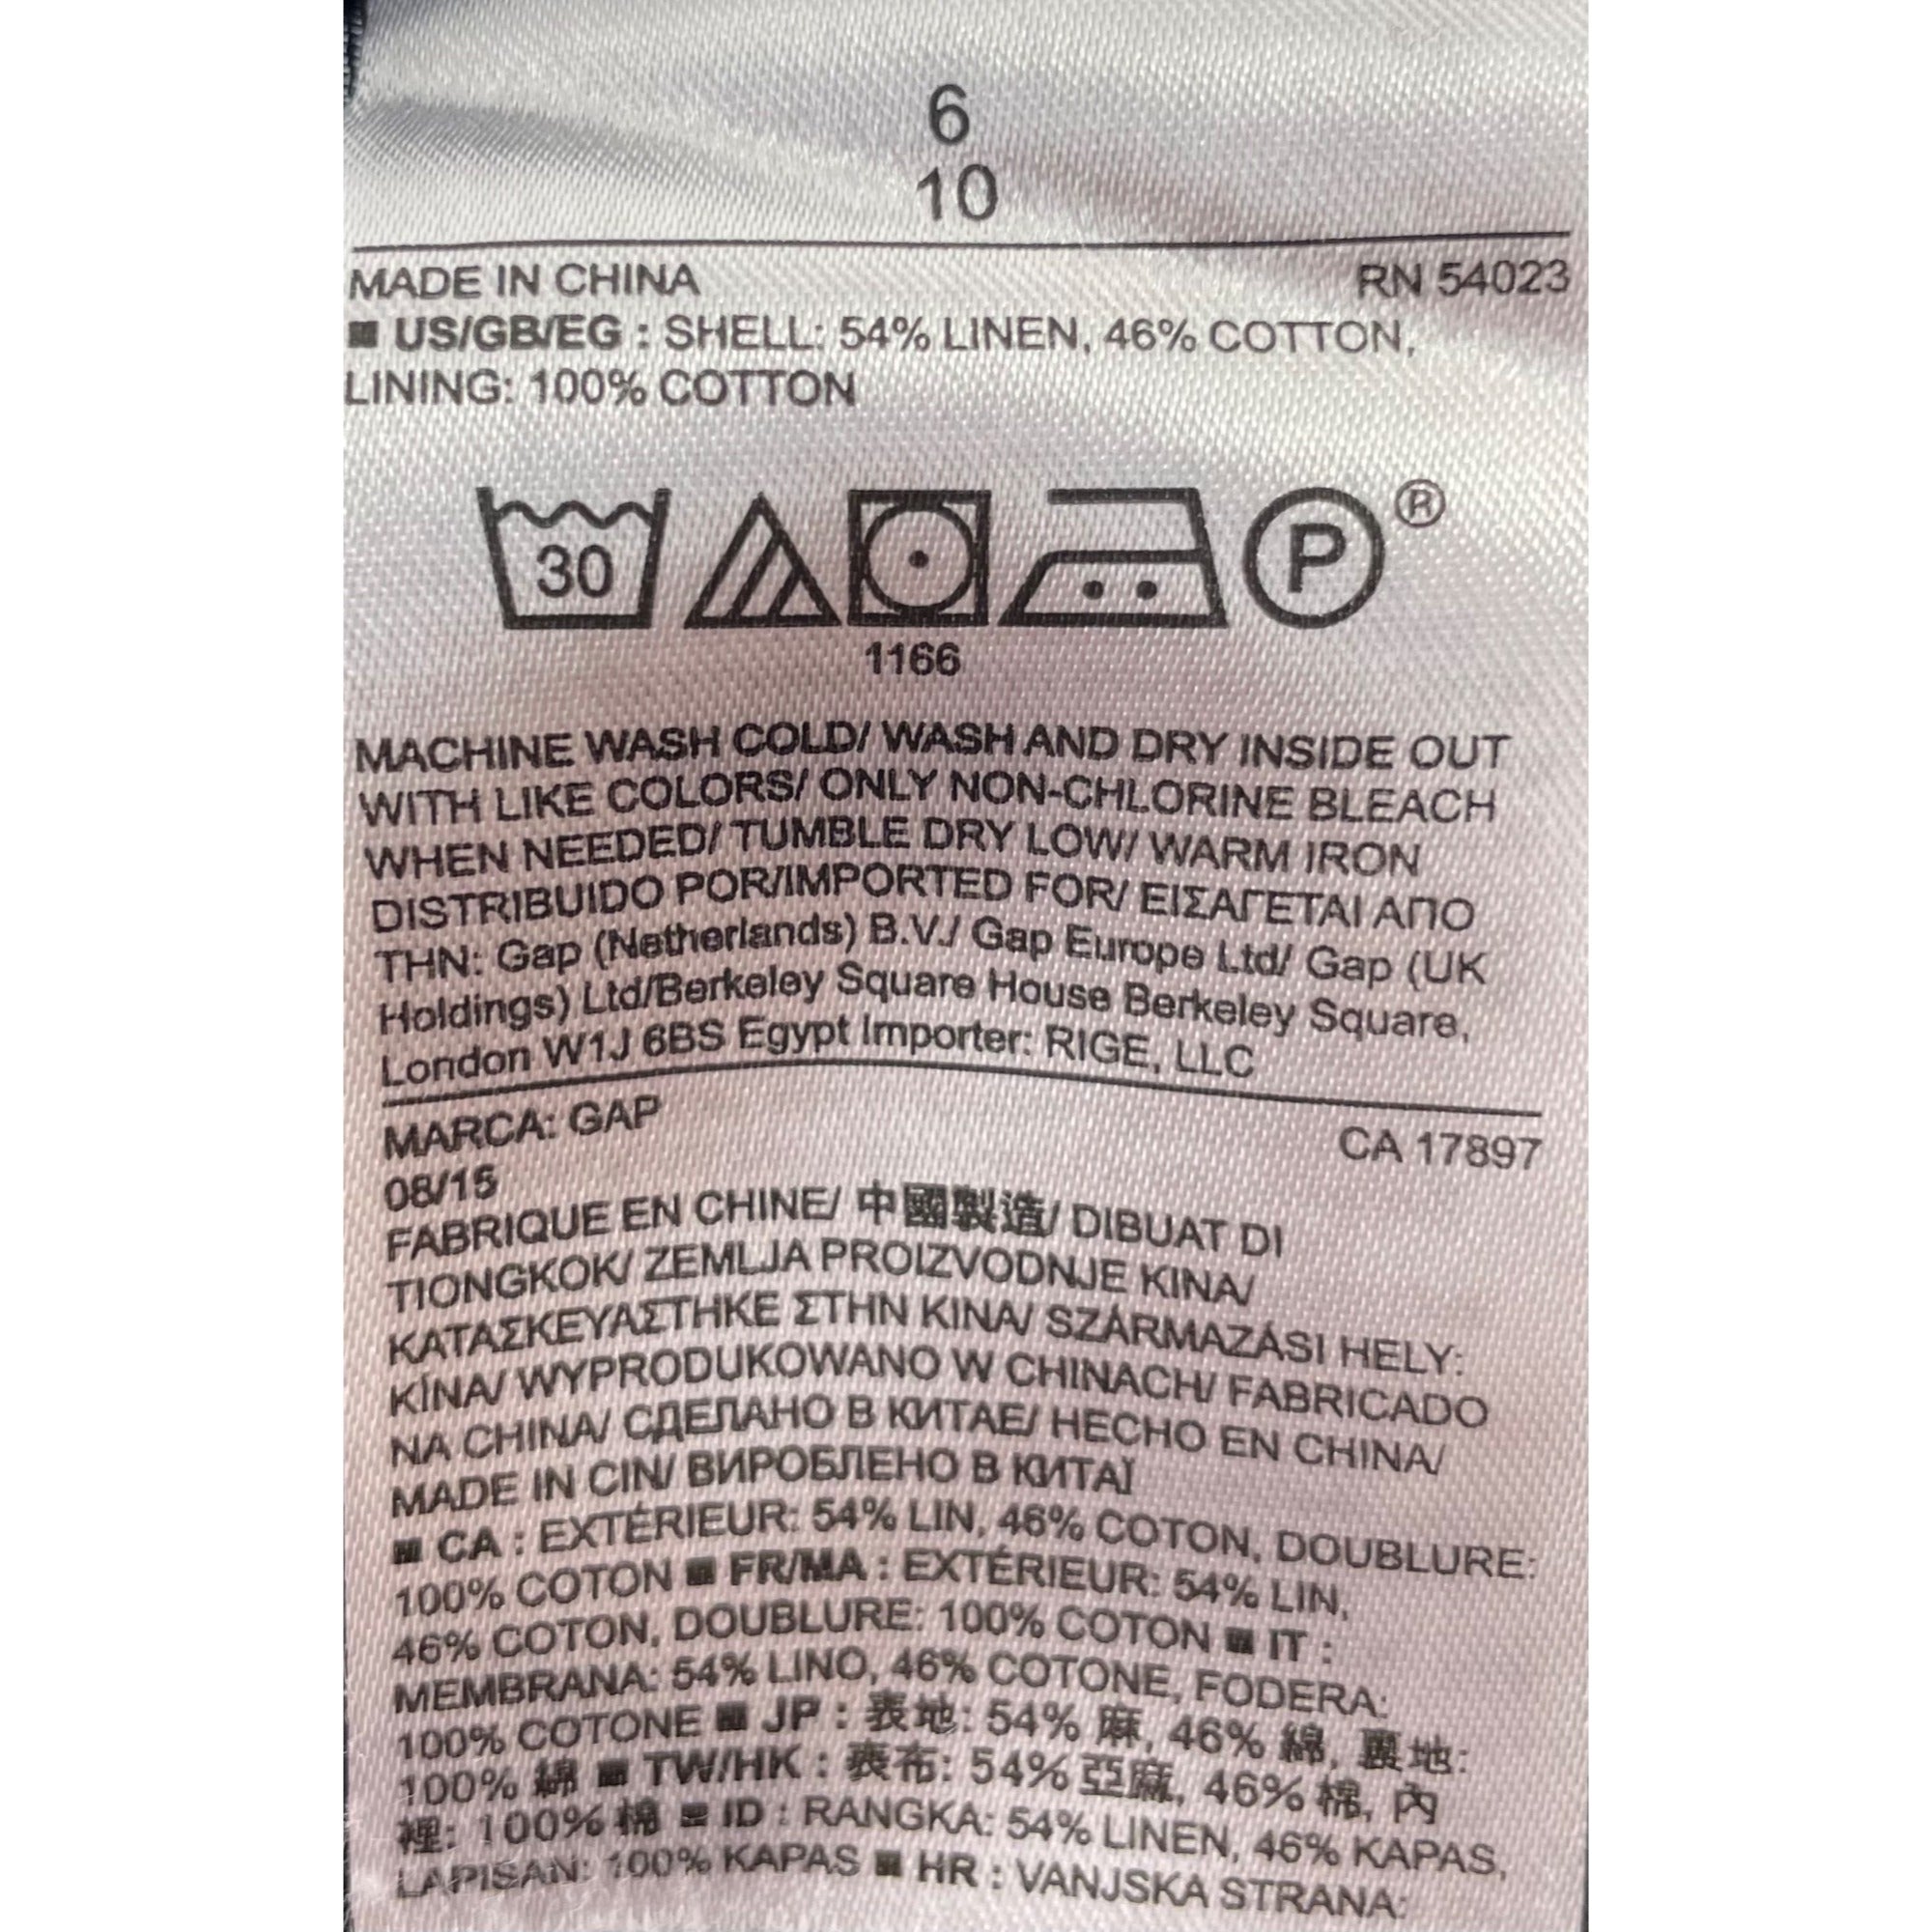 6
10
MADE IN CHINA RN 54023
■ US/GB/EG : SHELL: 54% LINEN, 46% COTTON,
LINING: 100% COTTON
30 P ®
1166
MACHINE WASH COLD/ WASH AND DRY INSIDE OUT
WITH LIKE COLORS/ ONLY NON-CHLORINE BLEACH
WHEN NEEDED/ TUMBLE DRY LOW/ WARM IRON
DISTRIBUIDO POR/IMPORTED FOR/ ΕΙΣΑΓΕΤΑΙ ΑΠΟ
ΤΗΝ: Gap (Netherlands) B.V./ Gap Europe Ltd/ Gap (UK
Holdings) Ltd/Berkeley Square House Berkeley Square,
London W1J 6BS Egypt Importer: RIGE, LLC
MARCA: GAP CA 17897
08/15
FABRIQUE EN CHINE/ 中國製造/ DIBUAT DI
TIONGKOK/ ZEMLJA PROIZVODNJE KINA/
ΚΑΤΑΣΚΕΥΑΣΤΗΚΕ ΣΤΗΝ ΚΙΝΑ/ SZÁRMAZÁSI HELY:
KÍNA/ WYPRODUKOWANO W CHINACH/ FABRICADO
NA CHINA/ СДЕЛАНО В КИТАЕ/ HECHO EN CHINA/
MADE IN CIN/ ВИРОБЛЕНО В КИТАЇ
■ CA : EXTÉRIEUR: 54% LIN, 46% COTON, DOUBLURE:
100% COTON ■ FR/MA : EXTÉRIEUR: 54% LIN,
46% COTON, DOUBLURE: 100% COTON ■ IT :
MEMBRANA: 54% LINO, 46% COTONE, FODERA:
100% COTONE ■ JP : 表地: 54% 麻, 46% 綿, 裏地:
100% 綿 ■ TW/HK : 表布: 54% 亞麻, 46% 棉, 內
裡: 100% 棉 ■ ID : RANGKA: 54% LINEN, 46% KAPAS,
LAPISAN: 100% KAPAS ■ HR : VANJSKA STRANA: